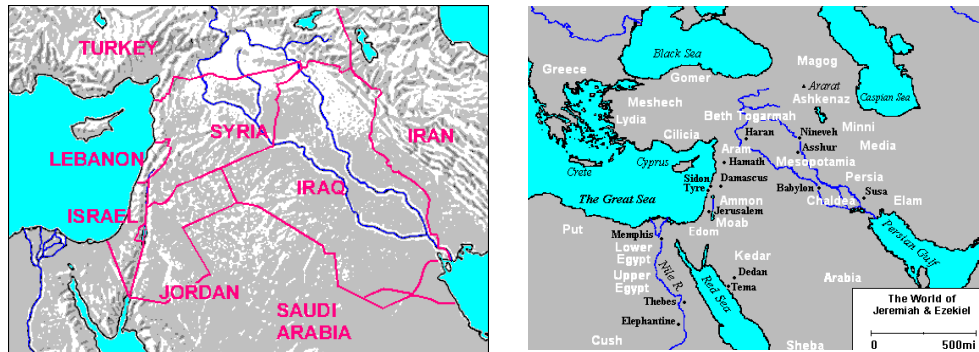 TURKEY
SYRIA
IRAN
LEBANON
IRAQ
ISRAEL
JORDAN
SAUDI
ARABIA
Black Sea
Magog
Greece
Gomer
Ararat
Meshech
Ashkenaz
Caspian Sea
Lydia
Beth Togarmah
Cilicia
Haran
Nineveh
Minni
Aram
Asshur
Media
Crete
Cyprus
Hamath
Mesopotamia
Sidon
Damascus
Persia
Tyre
Babylon
Susa
The Great Sea
Ammon
Chaldea
Elam
Jerusalem
Moab
Put
Edom
Memphis
Persian Gulf
Lower
Egypt
Kedar
Upper
Egypt
Nile R.
Red Sea
Dedan
Tema
Arabia
Thebes
Elephantine
Cush
Sheba
The World of
Jeremiah & Ezekiel
0 500mi